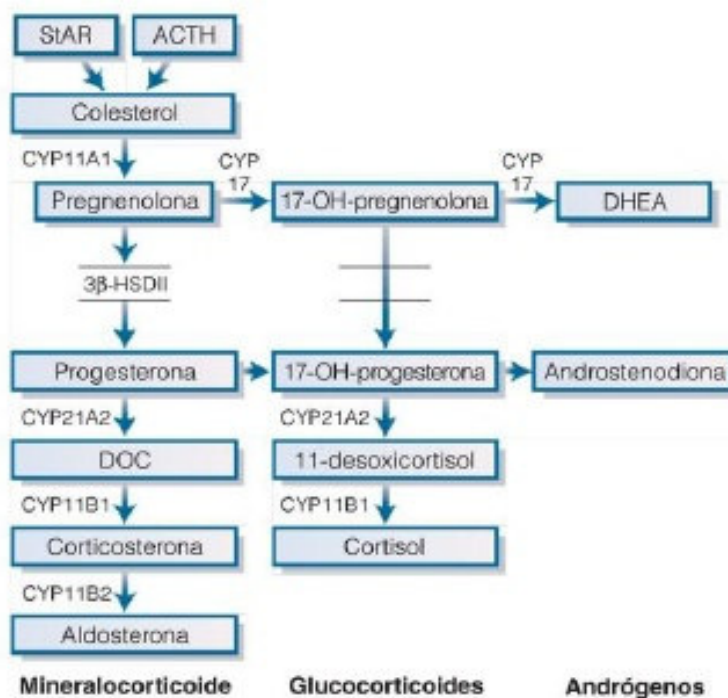 StAR ACTH
Colesterol
CYP11A1
CYP
17
CYP
17
Pregnenolona 17-OH-pregnenolona DHEA
3β-HSDII
Progesterona 17-OH-progesterona Androstenodiona
CYP21A2 CYP21A2
DOC 11-desoxicortisol
CYP11B1 CYP11B1
Corticosterona Cortisol
CYP11B2
Aldosterona
Mineralocorticoide Glucocorticoides Andrógenos